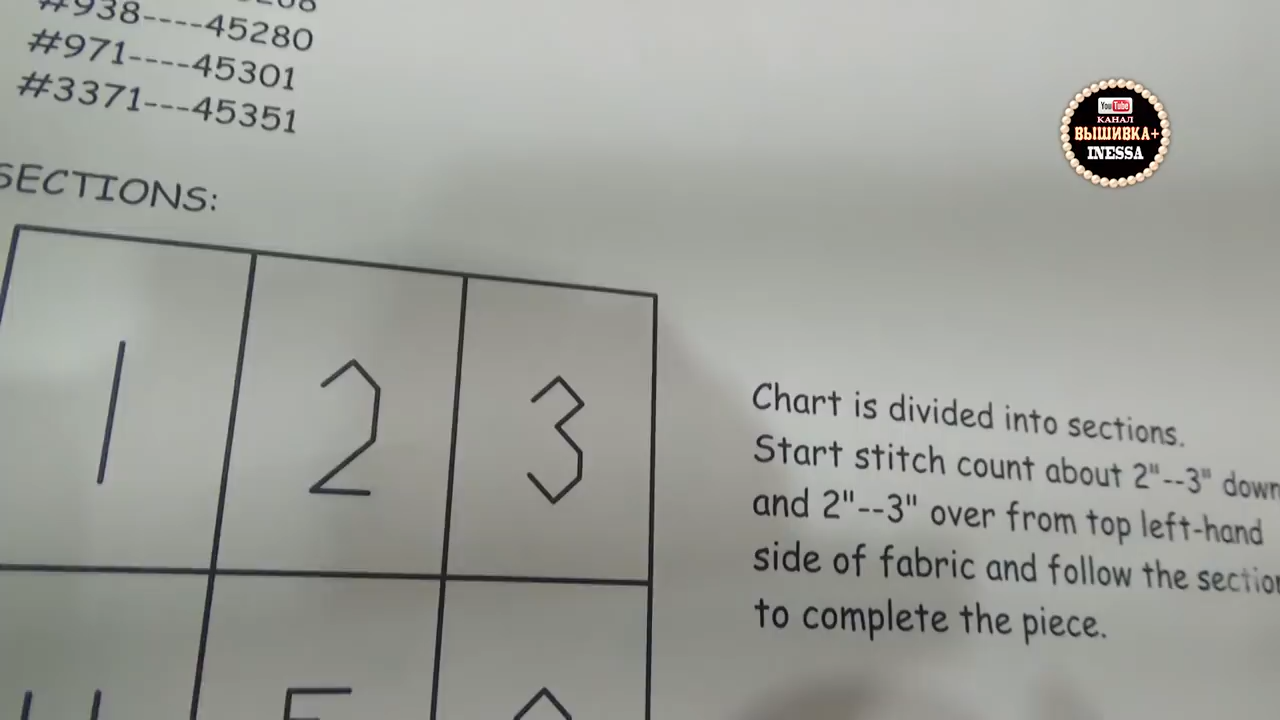 #938----45280
#971----45301
#3371---45351
You Tube
КАНАЛ
ВЫШИВКА+
INESSA
SECTIONS:
1 2 3
Chart is divided into sections.
Start stitch count about 2"--3" down
and 2"--3" over from top left-hand
side of fabric and follow the section
to complete the piece.